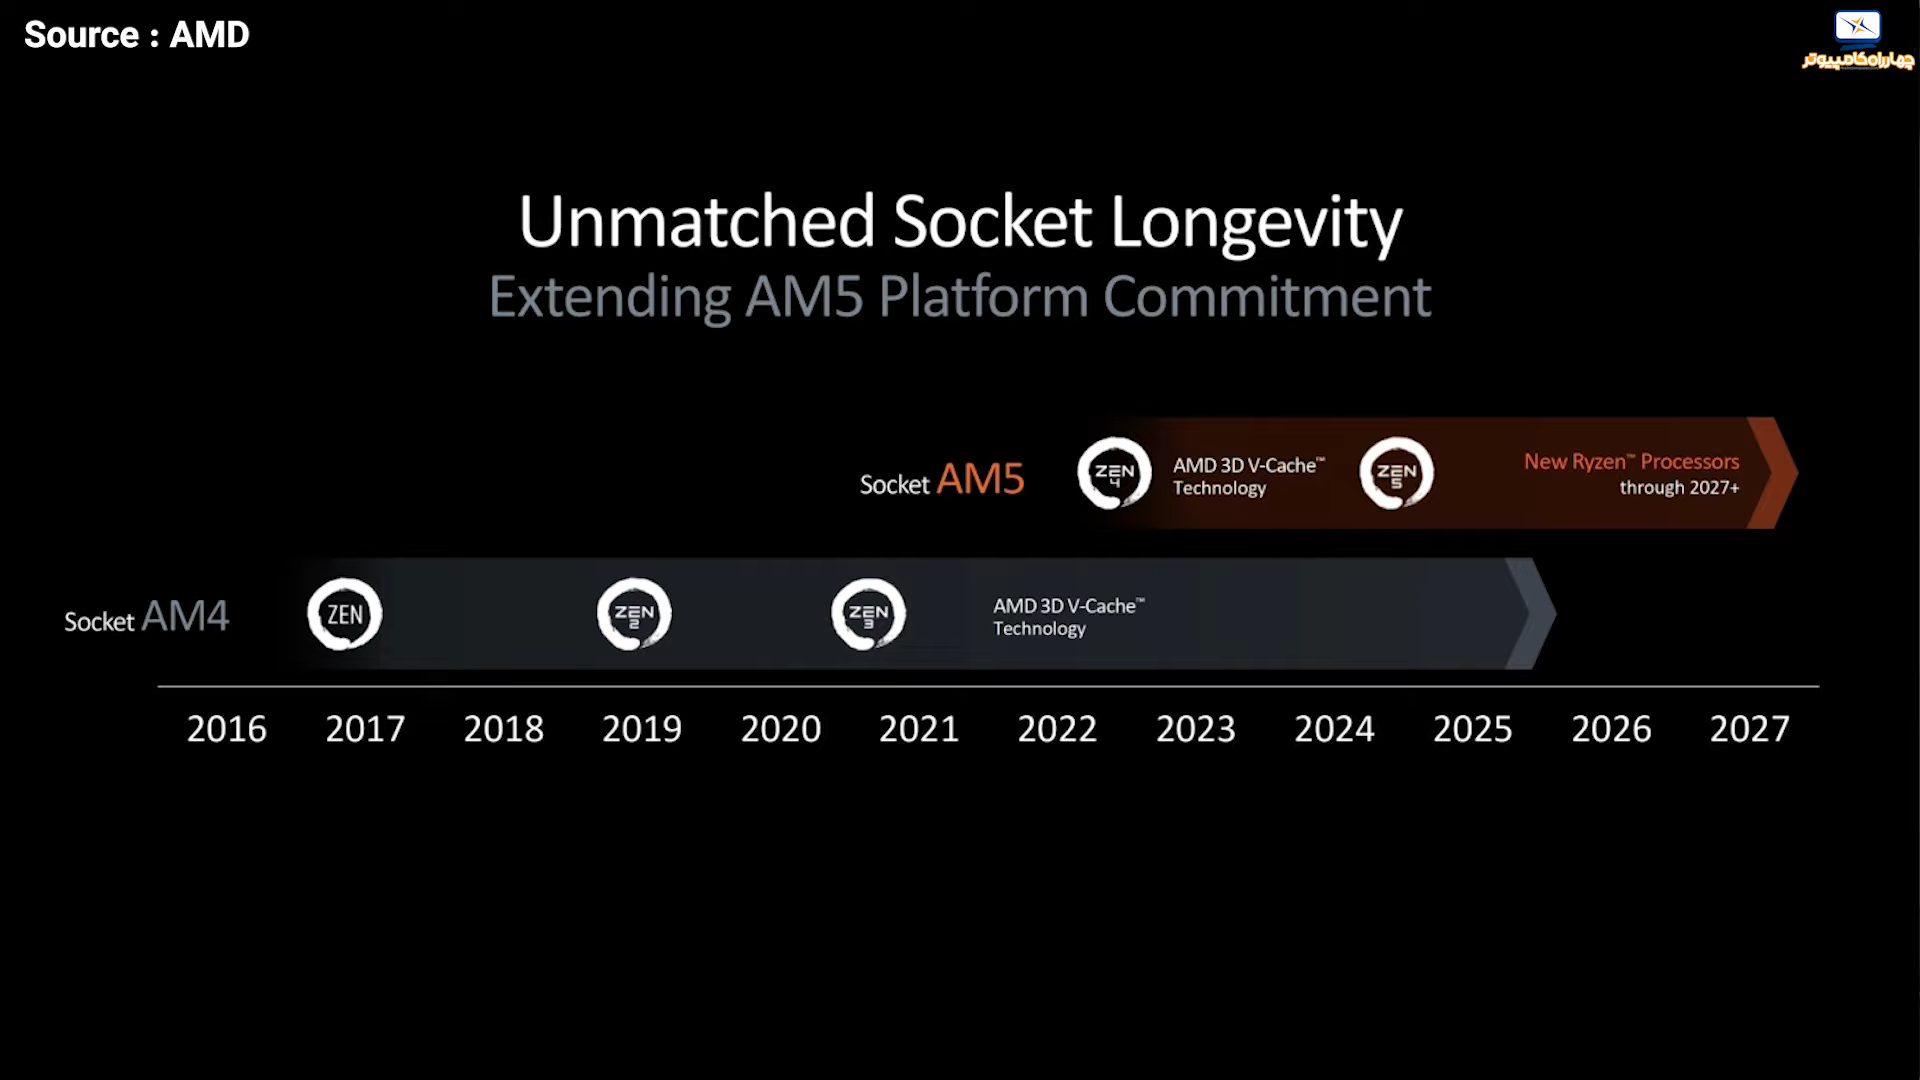 Source : AMD
چهارراه کامپیوتر
Unmatched Socket Longevity
Extending AM5 Platform Commitment
Socket AM5
ZEN
4
AMD 3D V-Cache™
Technology
ZEN
5
New Ryzen™ Processors
through 2027+
Socket AM4
ZEN
ZEN
2
ZEN
3
AMD 3D V-Cache™
Technology
2016 2017 2018 2019 2020 2021 2022 2023 2024 2025 2026 2027